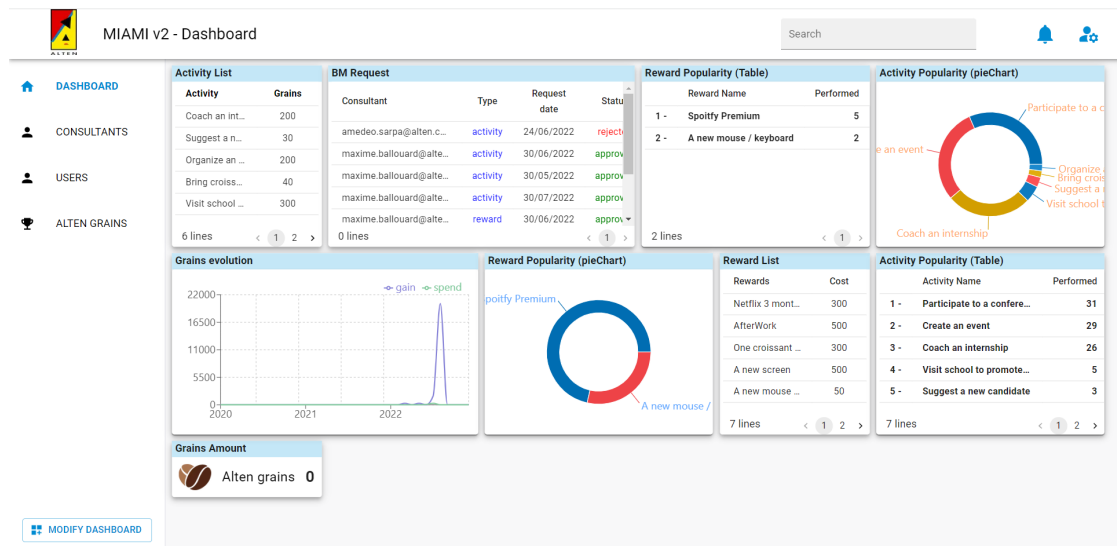 ALTEN
MIAMI v2 - Dashboard
Search
DASHBOARD
CONSULTANTS
USERS
ALTEN GRAINS
MODIFY DASHBOARD
Activity List
Activity Grains
Coach an int... 200
Suggest a n... 30
Organize an ... 200
Bring croiss... 40
Visit school ... 300
6 lines < 1 2 >
BM Request
Consultant Type Request date Statu
amedeo.sarpa@alten.c... activity 24/06/2022 rejecte
maxime.ballouard@alte... activity 30/06/2022 approv
maxime.ballouard@alte... activity 30/05/2022 approv
maxime.ballouard@alte... activity 30/07/2022 approv
maxime.ballouard@alte... reward 30/06/2022 approv
0 lines < 1 >
Reward Popularity (Table)
Reward Name Performed
1 - Spoitfy Premium 5
2 - A new mouse / keyboard 2
2 lines < 1 >
Activity Popularity (pieChart)
Participate to a c
e an event
Organize a
Bring crois
Suggest a n
Visit school t
Coach an internship
Grains evolution
gain spend
22000
16500
11000
5500
0
2020 2021 2022
Reward Popularity (pieChart)
Spoitfy Premium
A new mouse /
Reward List
Rewards Cost
Netflix 3 mont... 300
AfterWork 500
One croissant ... 300
A new screen 500
A new mouse ... 50
7 lines < 1 2 >
Activity Popularity (Table)
Activity Name Performed
1 - Participate to a confere... 31
2 - Create an event 29
3 - Coach an internship 26
4 - Visit school to promote... 5
5 - Suggest a new candidate 3
7 lines < 1 2 >
Grains Amount
Alten grains 0